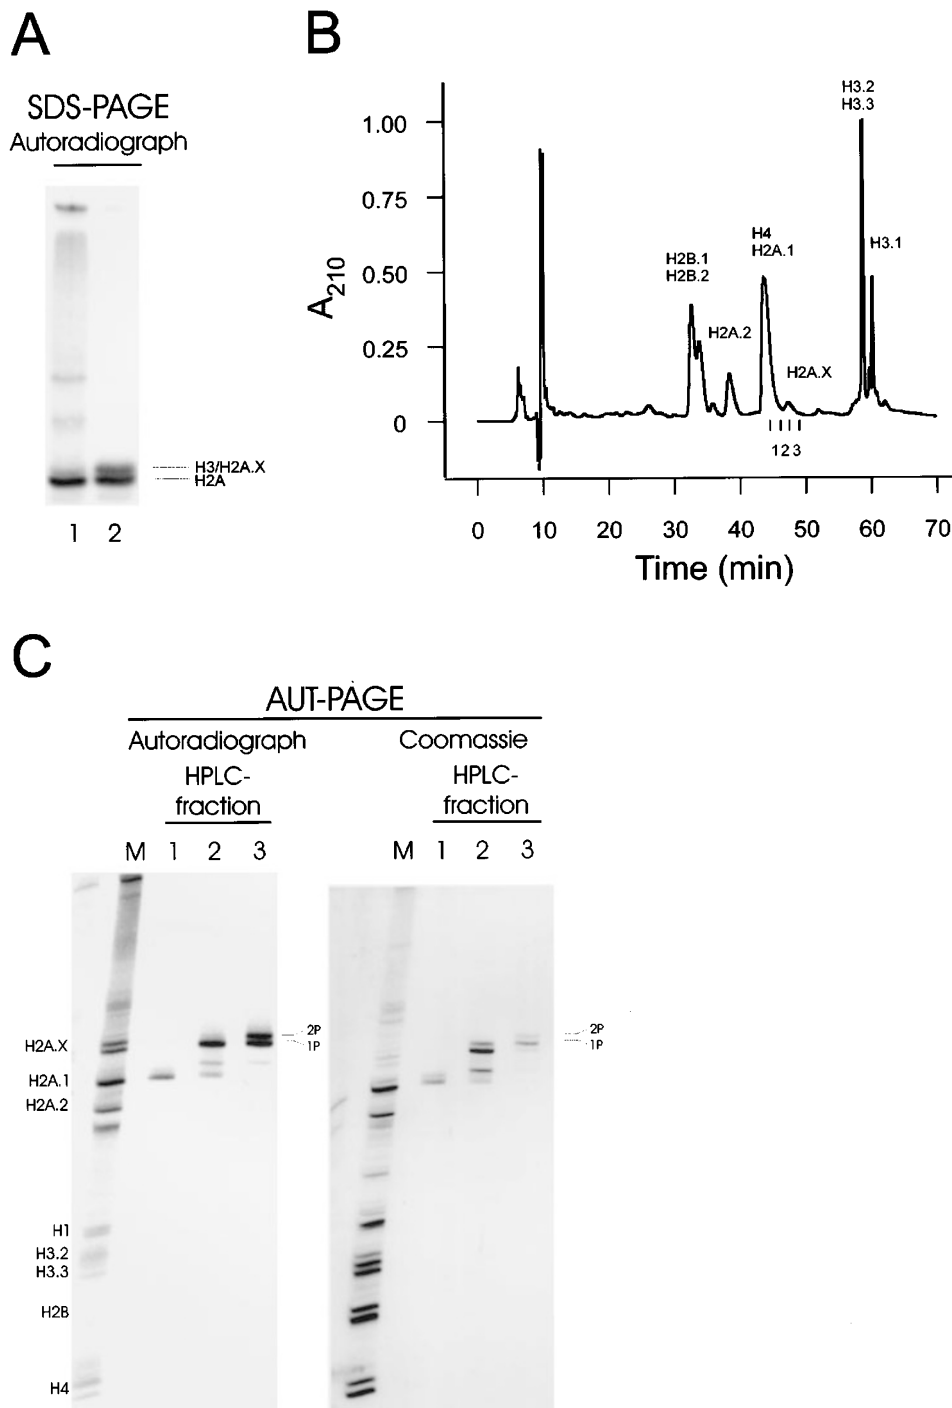 A
SDS-PAGE
Autoradiograph
H3/H2A.X
H2A
1 2
B
A210
1.00
0.75
0.50
0.25
0
H2B.1
H2B.2
H2A.2
H4
H2A.1
H2A.X
H3.2
H3.3
H3.1
1 2 3
0 10 20 30 40 50 60 70
Time (min)
C
AUT-PAGE
Autoradiograph
HPLC-
fraction
M 1 2 3
2P
1P
H2A.X
H2A.1
H2A.2
H1
H3.2
H3.3
H2B
H4
Coomassie
HPLC-
fraction
M 1 2 3
2P
1P